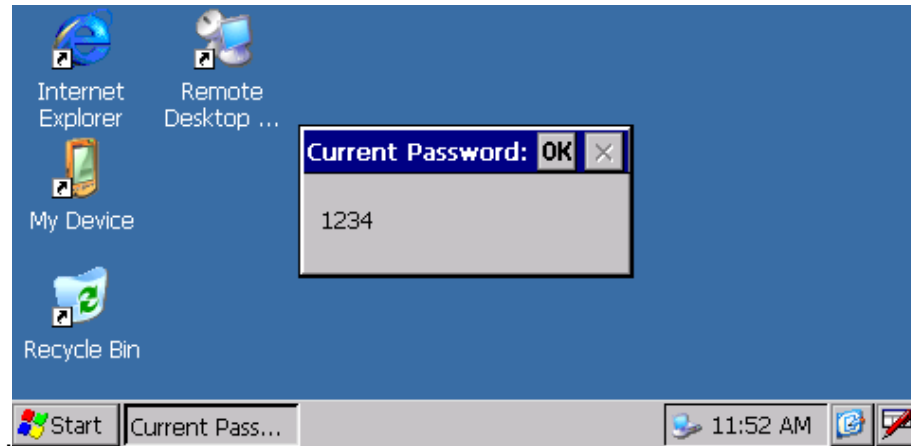 Internet
Explorer
Remote
Desktop ...
My Device
Recycle Bin
Current Password: OK
1234
Start
Current Pass...
11:52 AM